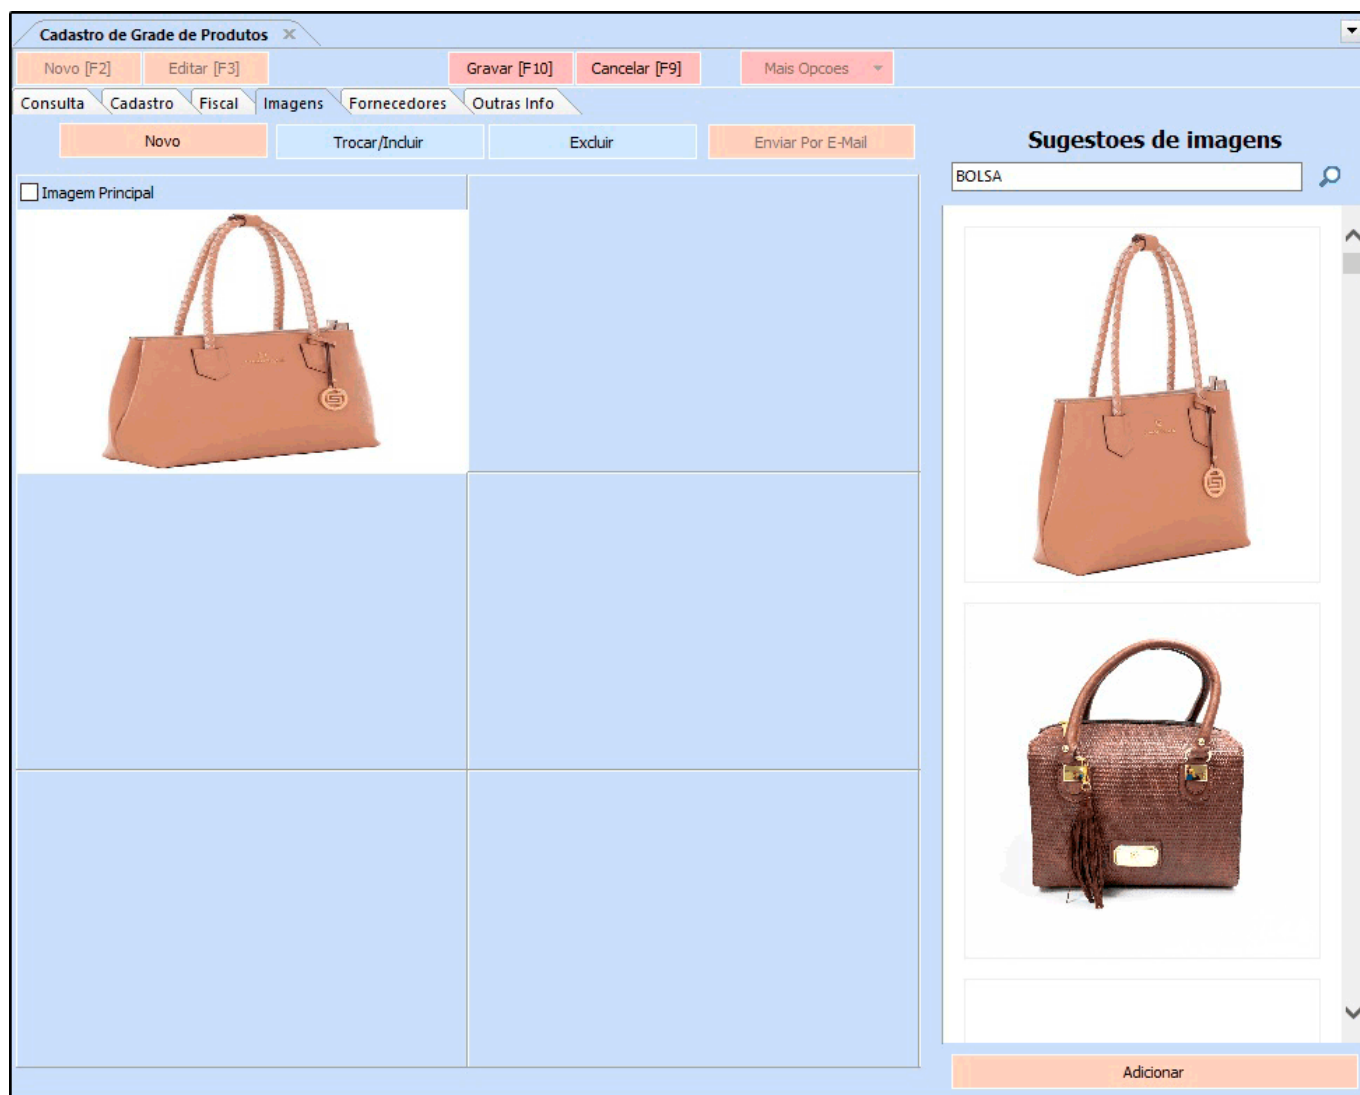 Cadastro de Grade de Produtos
Novo [F2] Editar [F3] Gravar [F10] Cancelar [F9] Mais Opcoes
Consulta Cadastro Fiscal Imagens Fornecedores Outras Info
Novo Trocar/Incluir Excluir Enviar Por E-Mail
Sugestoes de imagens
BOLSA
Imagem Principal
Adicionar